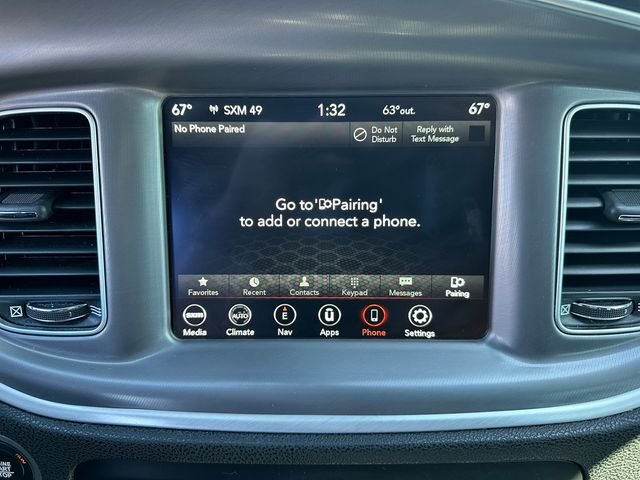 67° SXM 49 1:32 63°out. 67°
No Phone Paired Do Not Disturb Reply with Text Message
Go to 'Pairing'
to add or connect a phone.
Favorites Recent Contacts Keypad Messages Pairing
SXM AUTO E U
Media Climate Nav Apps Phone Settings